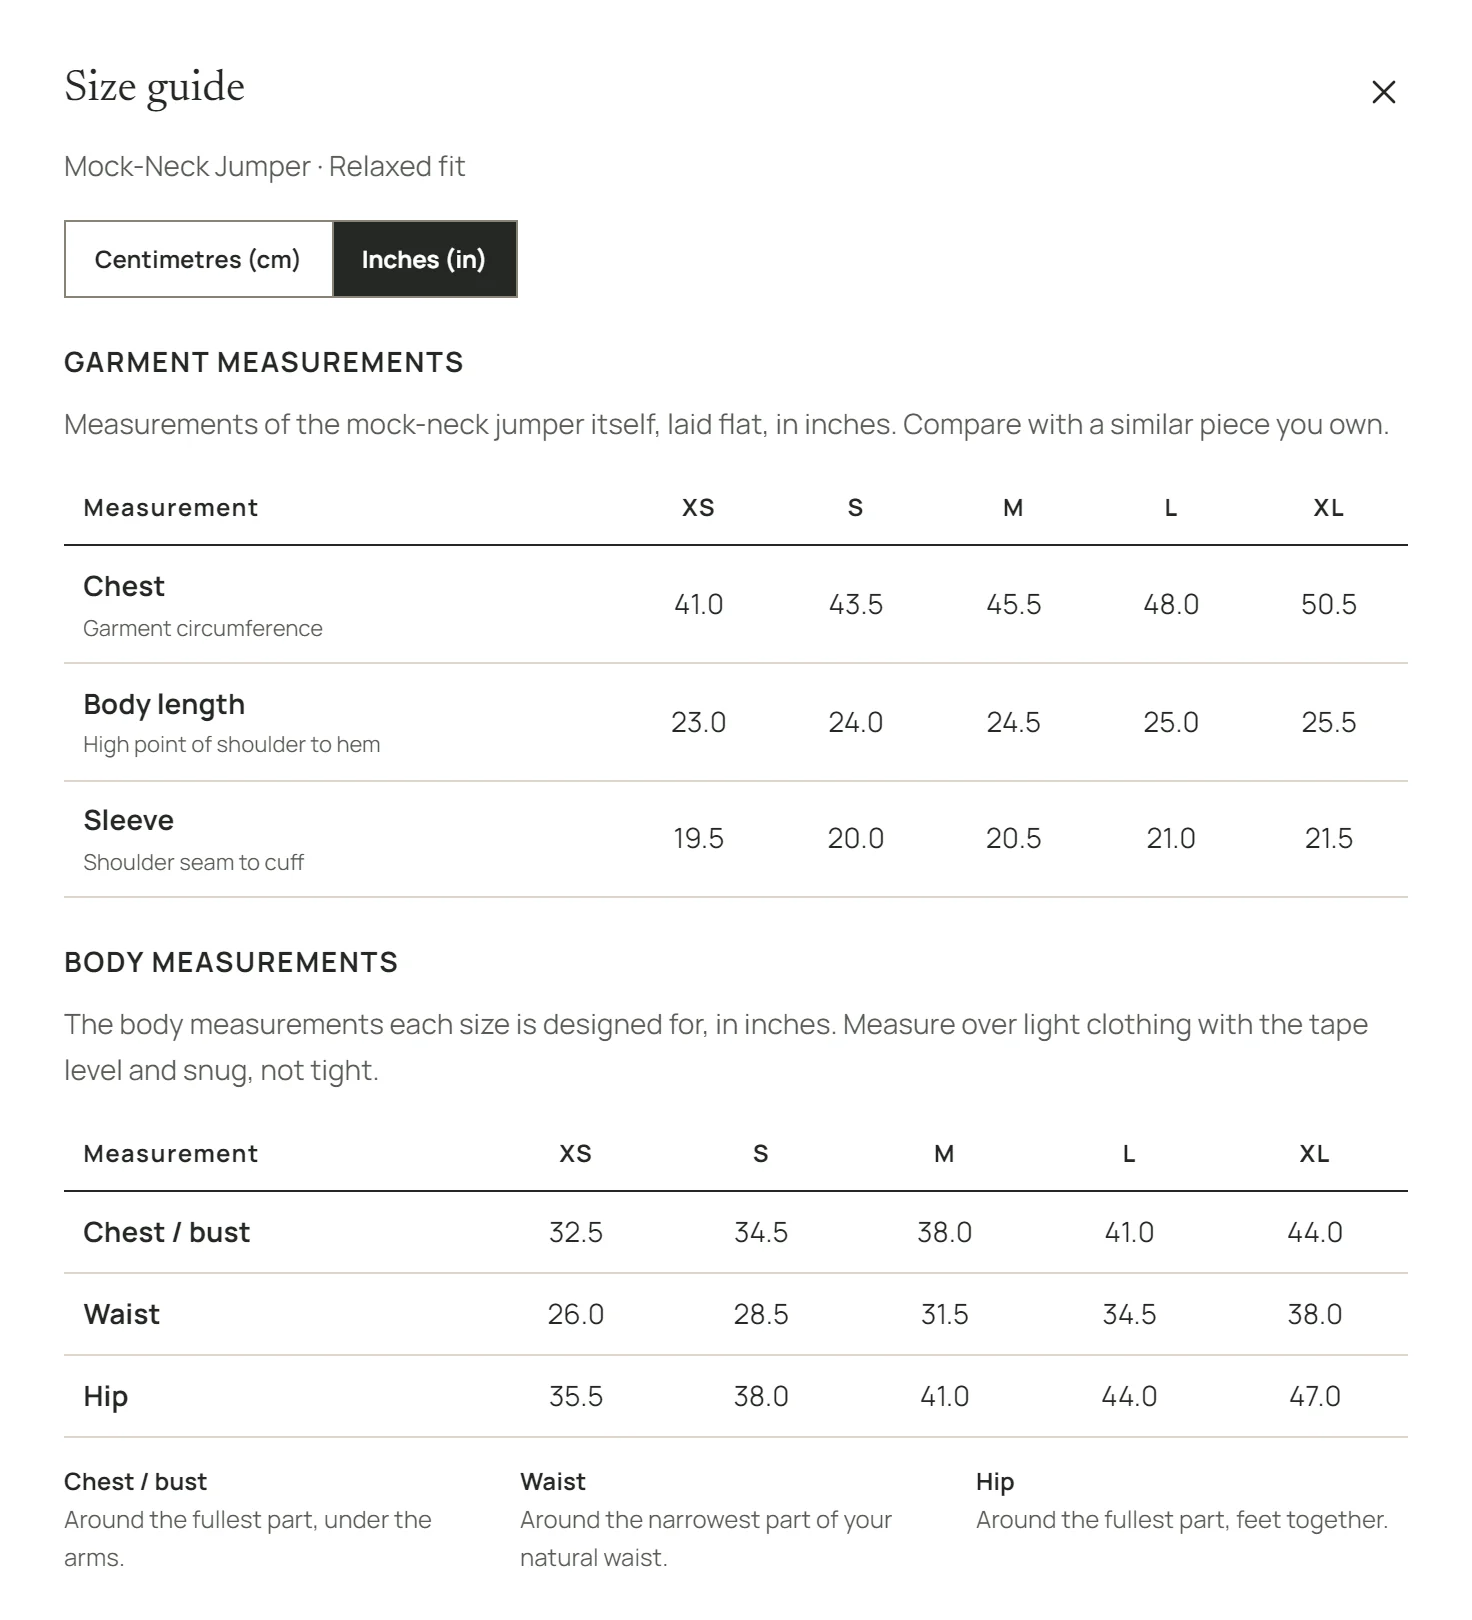 Size guide
Mock-Neck Jumper · Relaxed fit
Centimetres (cm) Inches (in)
GARMENT MEASUREMENTS
Measurements of the mock-neck jumper itself, laid flat, in inches. Compare with a similar piece you own.
Measurement XS S M L XL
Chest
Garment circumference
41.0 43.5 45.5 48.0 50.5
Body length
High point of shoulder to hem
23.0 24.0 24.5 25.0 25.5
Sleeve
Shoulder seam to cuff
19.5 20.0 20.5 21.0 21.5
BODY MEASUREMENTS
The body measurements each size is designed for, in inches. Measure over light clothing with the tape
level and snug, not tight.
Measurement XS S M L XL
Chest / bust 32.5 34.5 38.0 41.0 44.0
Waist 26.0 28.5 31.5 34.5 38.0
Hip 35.5 38.0 41.0 44.0 47.0
Chest / bust
Around the fullest part, under the
arms.
Waist
Around the narrowest part of your
natural waist.
Hip
Around the fullest part, feet together.